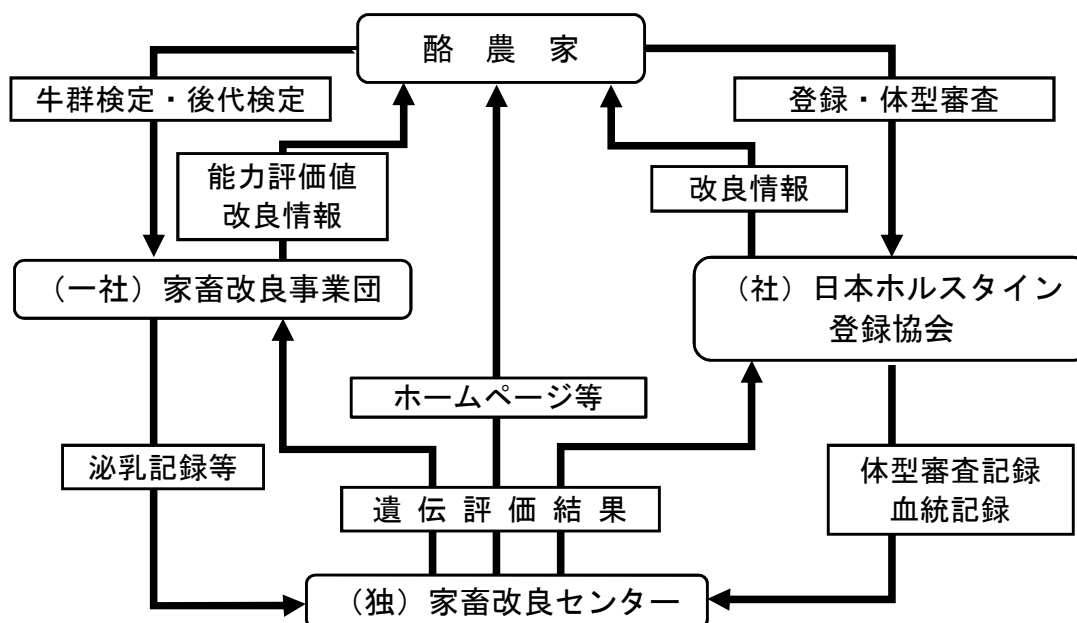 酪　農　家
牛群検定・後代検定
登録・体型審査
能力評価値
改良情報
改良情報
（一社）家畜改良事業団
（社）日本ホルスタイン
登録協会
ホームページ等
泌乳記録等
体型審査記録
血統記録
遺 伝 評 価 結 果
（独）家畜改良センター